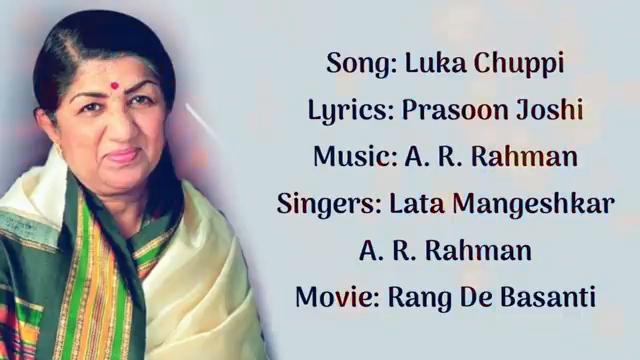 Song: Luka Chuppi
Lyrics: Prasoon Joshi
Music: A. R. Rahman
Singers: Lata Mangeshkar
A. R. Rahman
Movie: Rang De Basanti